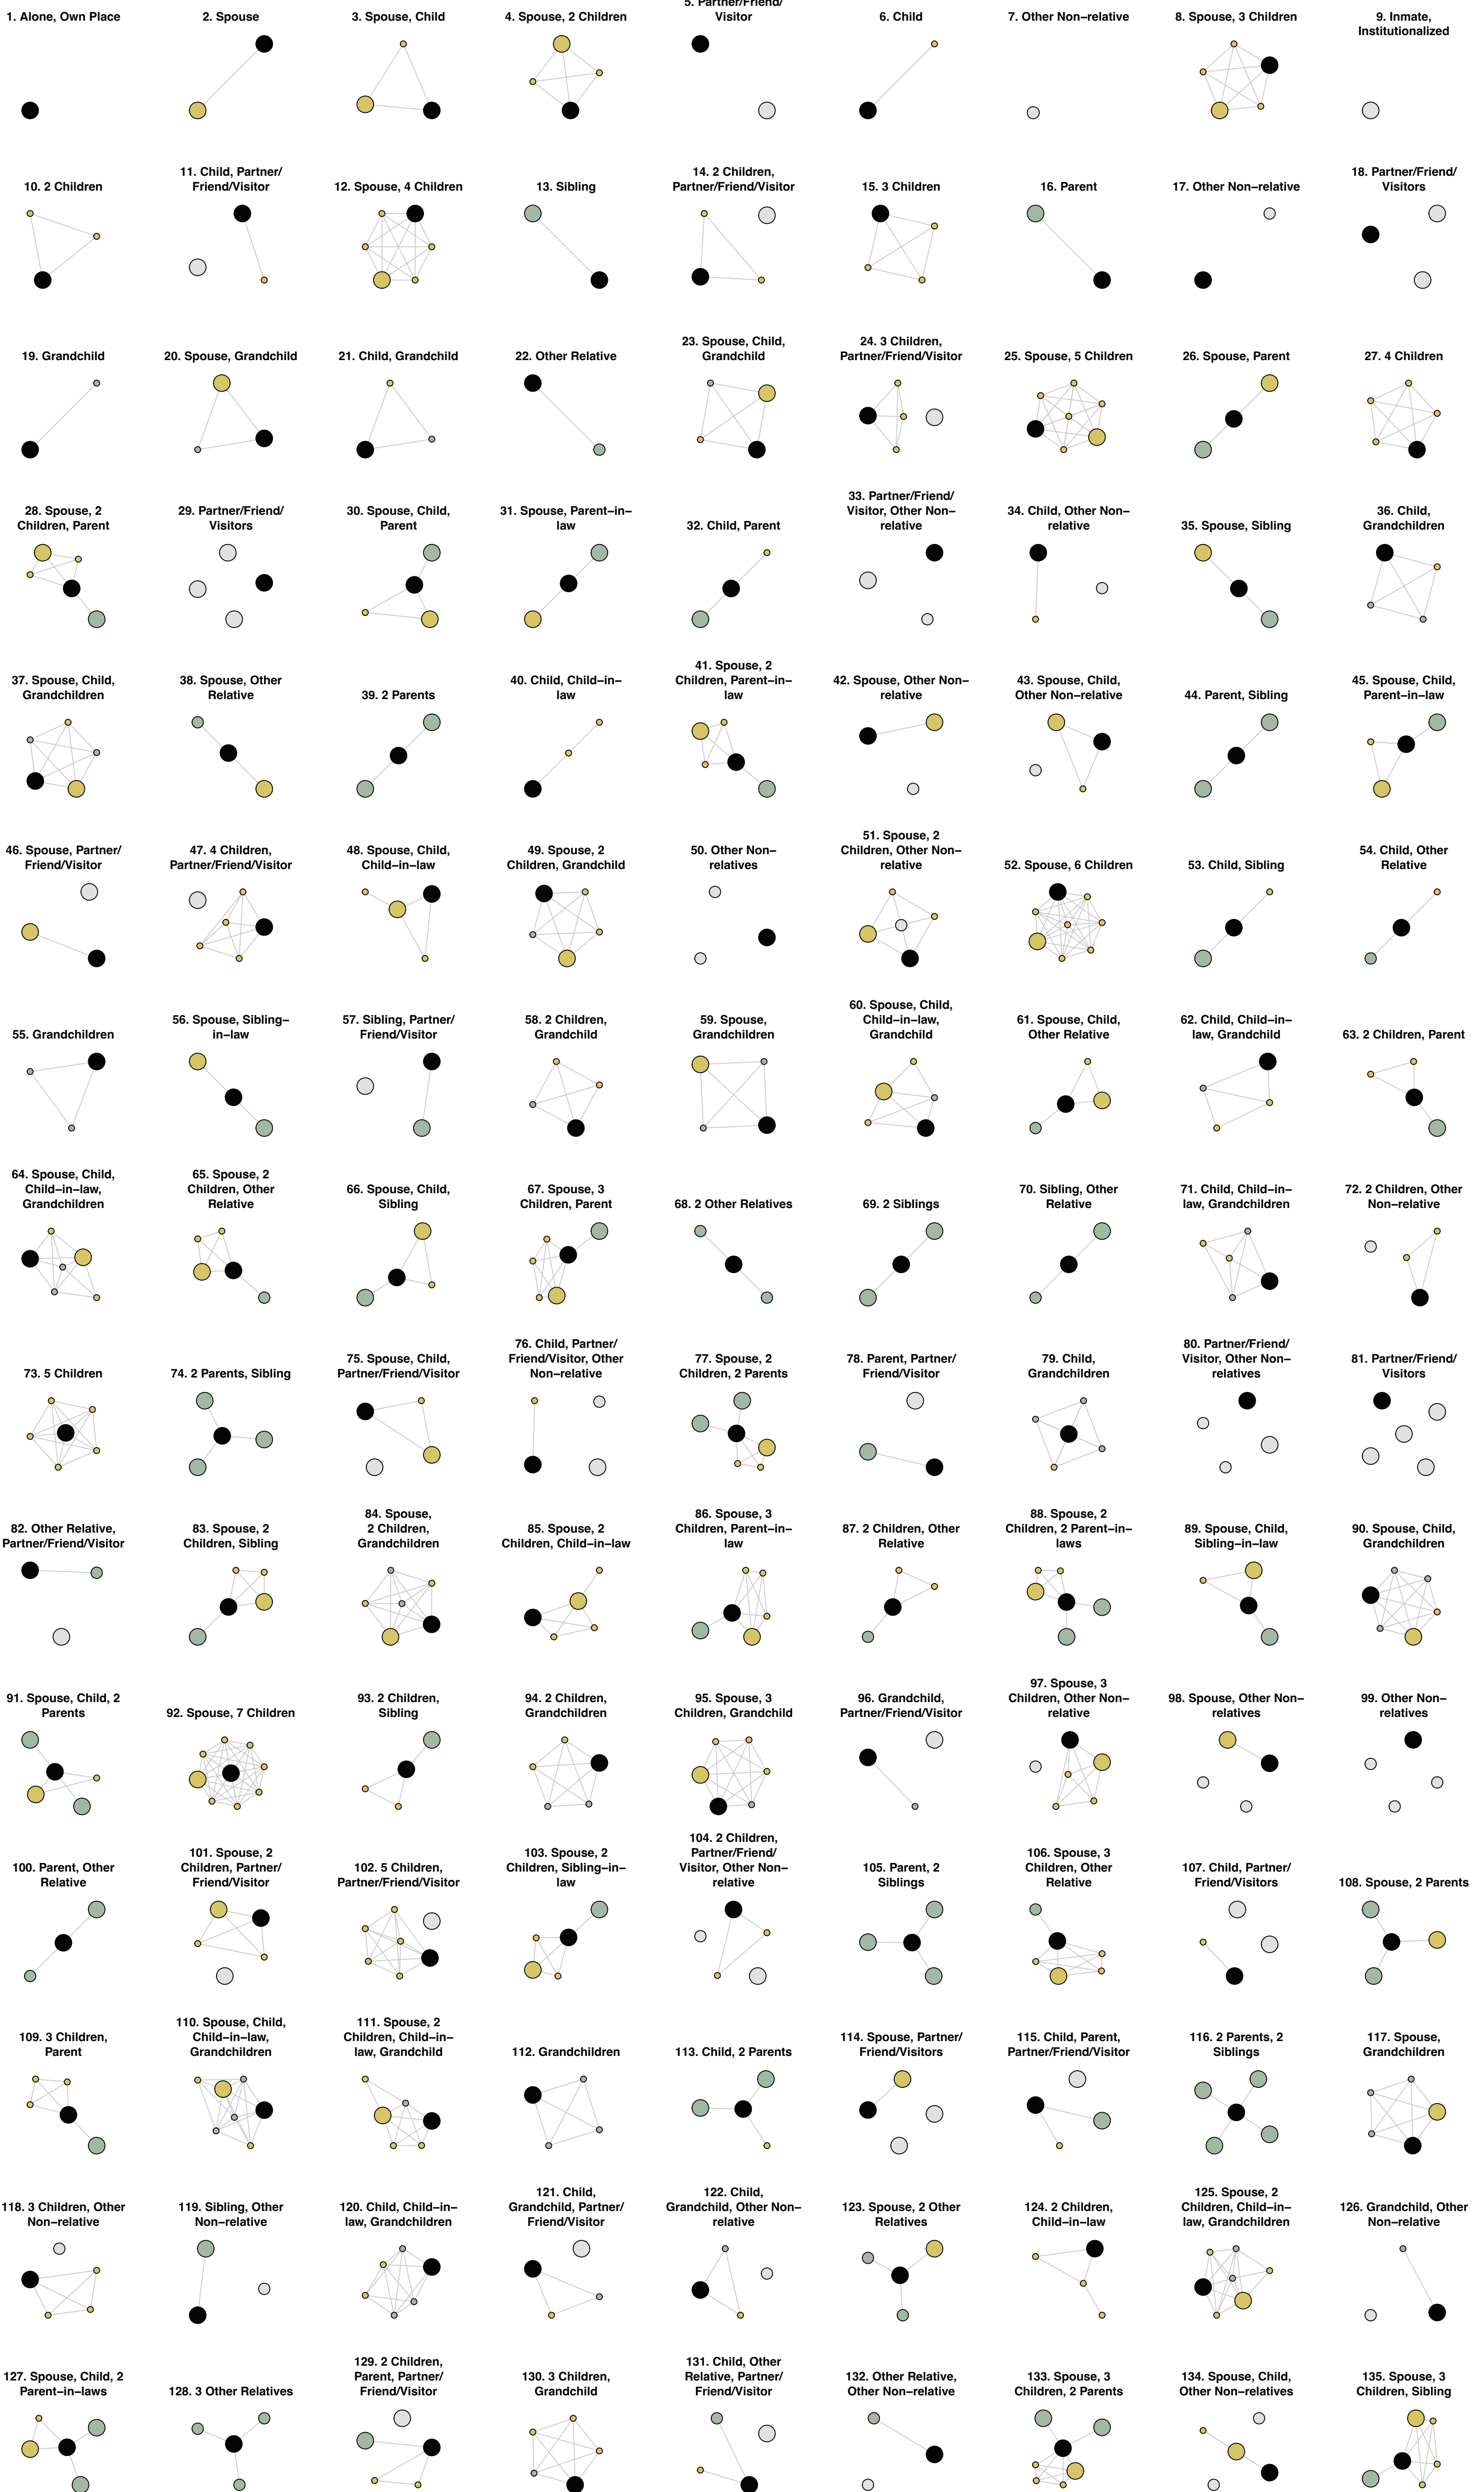 1. Alone, Own Place
2. Spouse
3. Spouse, Child
4. Spouse, 2 Children
5. Partner/Friend/
Visitor
6. Child
7. Other Non−relative
8. Spouse, 3 Children
9. Inmate,
Institutionalized
10. 2 Children
11. Child, Partner/
Friend/Visitor
12. Spouse, 4 Children
13. Sibling
14. 2 Children,
Partner/Friend/Visitor
15. 3 Children
16. Parent
17. Other Non−relative
18. Partner/Friend/
Visitors
19. Grandchild
20. Spouse, Grandchild
21. Child, Grandchild
22. Other Relative
23. Spouse, Child,
Grandchild
24. 3 Children,
Partner/Friend/Visitor
25. Spouse, 5 Children
26. Spouse, Parent
27. 4 Children
28. Spouse, 2
Children, Parent
29. Partner/Friend/
Visitors
30. Spouse, Child,
Parent
31. Spouse, Parent−in−
law
32. Child, Parent
33. Partner/Friend/
Visitor, Other Non−
relative
34. Child, Other Non−
relative
35. Spouse, Sibling
36. Child,
Grandchildren
37. Spouse, Child,
Grandchildren
38. Spouse, Other
Relative
39. 2 Parents
40. Child, Child−in−
law
41. Spouse, 2
Children, Parent−in−
law
42. Spouse, Other Non−
relative
43. Spouse, Child,
Other Non−relative
44. Parent, Sibling
45. Spouse, Child,
Parent−in−law
46. Spouse, Partner/
Friend/Visitor
47. 4 Children,
Partner/Friend/Visitor
48. Spouse, Child,
Child−in−law
49. Spouse, 2
Children, Grandchild
50. Other Non−
relatives
51. Spouse, 2
Children, Other Non−
relative
52. Spouse, 6 Children
53. Child, Sibling
54. Child, Other
Relative
55. Grandchildren
56. Spouse, Sibling−
in−law
57. Sibling, Partner/
Friend/Visitor
58. 2 Children,
Grandchild
59. Spouse,
Grandchildren
60. Spouse, Child,
Child−in−law,
Grandchild
61. Spouse, Child,
Other Relative
62. Child, Child−in−
law, Grandchild
63. 2 Children, Parent
64. Spouse, Child,
Child−in−law,
Grandchildren
65. Spouse, 2
Children, Other
Relative
66. Spouse, Child,
Sibling
67. Spouse, 3
Children, Parent
68. 2 Other Relatives
69. 2 Siblings
70. Sibling, Other
Relative
71. Child, Child−in−
law, Grandchildren
72. 2 Children, Other
Non−relative
73. 5 Children
74. 2 Parents, Sibling
75. Spouse, Child,
Partner/Friend/Visitor
76. Child, Partner/
Friend/Visitor, Other
Non−relative
77. Spouse, 2
Children, 2 Parents
78. Parent, Partner/
Friend/Visitor
79. Child,
Grandchildren
80. Partner/Friend/
Visitor, Other Non−
relatives
81. Partner/Friend/
Visitors
82. Other Relative,
Partner/Friend/Visitor
83. Spouse, 2
Children, Sibling
84. Spouse,
2 Children,
Grandchildren
85. Spouse, 2
Children, Child−in−law
86. Spouse, 3
Children, Parent−in−
law
87. 2 Children, Other
Relative
88. Spouse, 2
Children, 2 Parent−in−
laws
89. Spouse, Child,
Sibling−in−law
90. Spouse, Child,
Grandchildren
91. Spouse, Child, 2
Parents
92. Spouse, 7 Children
93. 2 Children,
Sibling
94. 2 Children,
Grandchildren
95. Spouse, 3
Children, Grandchild
96. Grandchild,
Partner/Friend/Visitor
97. Spouse, 3
Children, Other Non−
relative
98. Spouse, Other Non−
relatives
99. Other Non−
relatives
100. Parent, Other
Relative
101. Spouse, 2
Children, Partner/
Friend/Visitor
102. 5 Children,
Partner/Friend/Visitor
103. Spouse, 2
Children, Sibling−in−
law
104. 2 Children,
Partner/Friend/
Visitor, Other Non−
relative
105. Parent, 2
Siblings
106. Spouse, 3
Children, Other
Relative
107. Child, Partner/
Friend/Visitors
108. Spouse, 2 Parents
109. 3 Children,
Parent
110. Spouse, Child,
Child−in−law,
Grandchildren
111. Spouse, 2
Children, Child−in−
law, Grandchild
112. Grandchildren
113. Child, 2 Parents
114. Spouse, Partner/
Friend/Visitors
115. Child, Parent,
Partner/Friend/Visitor
116. 2 Parents, 2
Siblings
117. Spouse,
Grandchildren
118. 3 Children, Other
Non−relative
119. Sibling, Other
Non−relative
120. Child, Child−in−
law, Grandchildren
121. Child,
Grandchild, Partner/
Friend/Visitor
122. Child,
Grandchild, Other Non−
relative
123. Spouse, 2 Other
Relatives
124. 2 Children,
Child−in−law
125. Spouse, 2
Children, Child−in−
law, Grandchildren
126. Grandchild, Other
Non−relative
127. Spouse, Child, 2
Parent−in−laws
128. 3 Other Relatives
129. 2 Children,
Parent, Partner/
Friend/Visitor
130. 3 Children,
Grandchild
131. Child, Other
Relative, Partner/
Friend/Visitor
132. Other Relative,
Other Non−relative
133. Spouse, 3
Children, 2 Parents
134. Spouse, Child,
Other Non−relatives
135. Spouse, 3
Children, Sibling